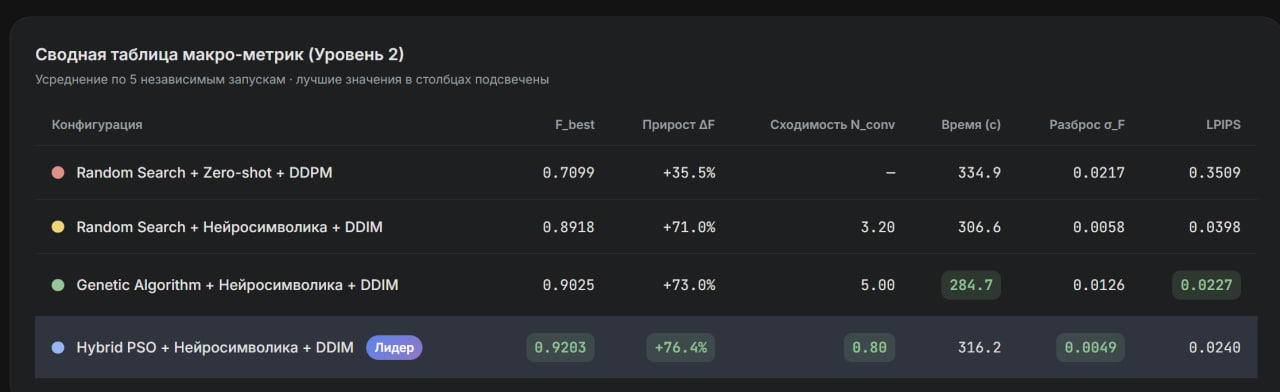 Сводная таблица макро-метрик (Уровень 2)
Усреднение по 5 независимым запускам · лучшие значения в столбцах подсвечены
Конфигурация F_best Прирост ΔF Сходимость N_conv Время (с) Разброс σ_F LPIPS
Random Search + Zero-shot + DDPM 0.7099 +35.5% — 334.9 0.0217 0.3509
Random Search + Нейросимволика + DDIM 0.8918 +71.0% 3.20 306.6 0.0058 0.0398
Genetic Algorithm + Нейросимволика + DDIM 0.9025 +73.0% 5.00 284.7 0.0126 0.0227
Hybrid PSO + Нейросимволика + DDIM Лидер 0.9203 +76.4% 0.80 316.2 0.0049 0.0240